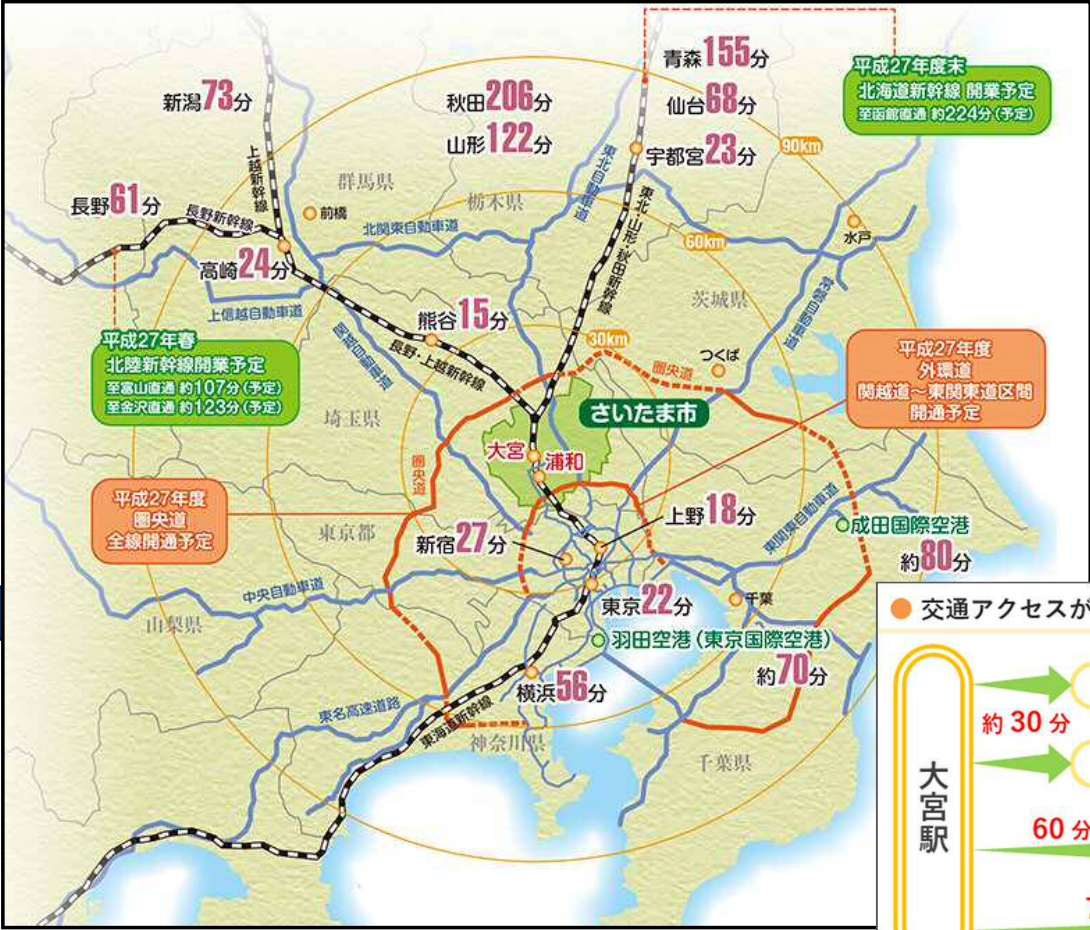 青森155分
新潟73分
秋田206分
仙台68分
山形122分
宇都宮23分
90km
平成27年度末
北海道新幹線 開業予定
至函館直通 約224分(予定)
上越新幹線
群馬県
栃木県
東北自動車道
長野61分
長野新幹線
前橋
北関東自動車道
東北・山形・秋田新幹線
60km
水戸
高崎24分
上信越自動車道
茨城県
常磐自動車道
熊谷15分
関越自動車道
長野・上越新幹線
30km
つくば
圏央道
平成27年春
北陸新幹線開業予定
至富山直通 約107分(予定)
至金沢直通 約123分(予定)
平成27年度
外環道
関越道～東関東道区間
開通予定
埼玉県
さいたま市
大宮
浦和
圏央道
平成27年度
圏央道
全線開通予定
東京都
上野18分
新宿27分
東関東自動車道
成田国際空港
約80分
中央自動車道
東京22分
千葉
山梨県
羽田空港(東京国際空港)
約70分
横浜56分
東名高速道路
東海道新幹線
神奈川県
千葉県
交通アクセスが
約 30 分
大宮駅
60 分